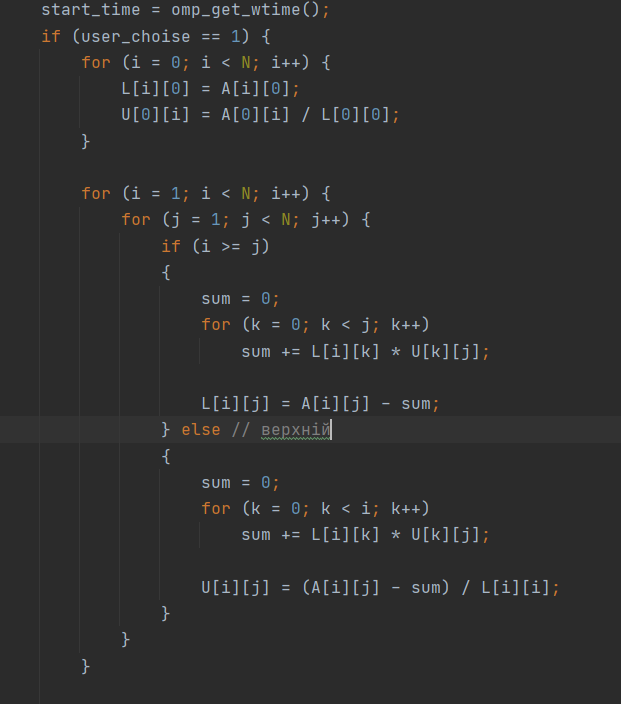 start_time = omp_get_wtime();
if (user_choise == 1) {
for (i = 0; i < N; i++) {
L[i][0] = A[i][0];
U[0][i] = A[0][i] / L[0][0];
}
for (i = 1; i < N; i++) {
for (j = 1; j < N; j++) {
if (i >= j)
{
sum = 0;
for (k = 0; k < j; k++)
sum += L[i][k] * U[k][j];
L[i][j] = A[i][j] - sum;
} else // верхній
{
sum = 0;
for (k = 0; k < i; k++)
sum += L[i][k] * U[k][j];
U[i][j] = (A[i][j] - sum) / L[i][i];
}
}
}